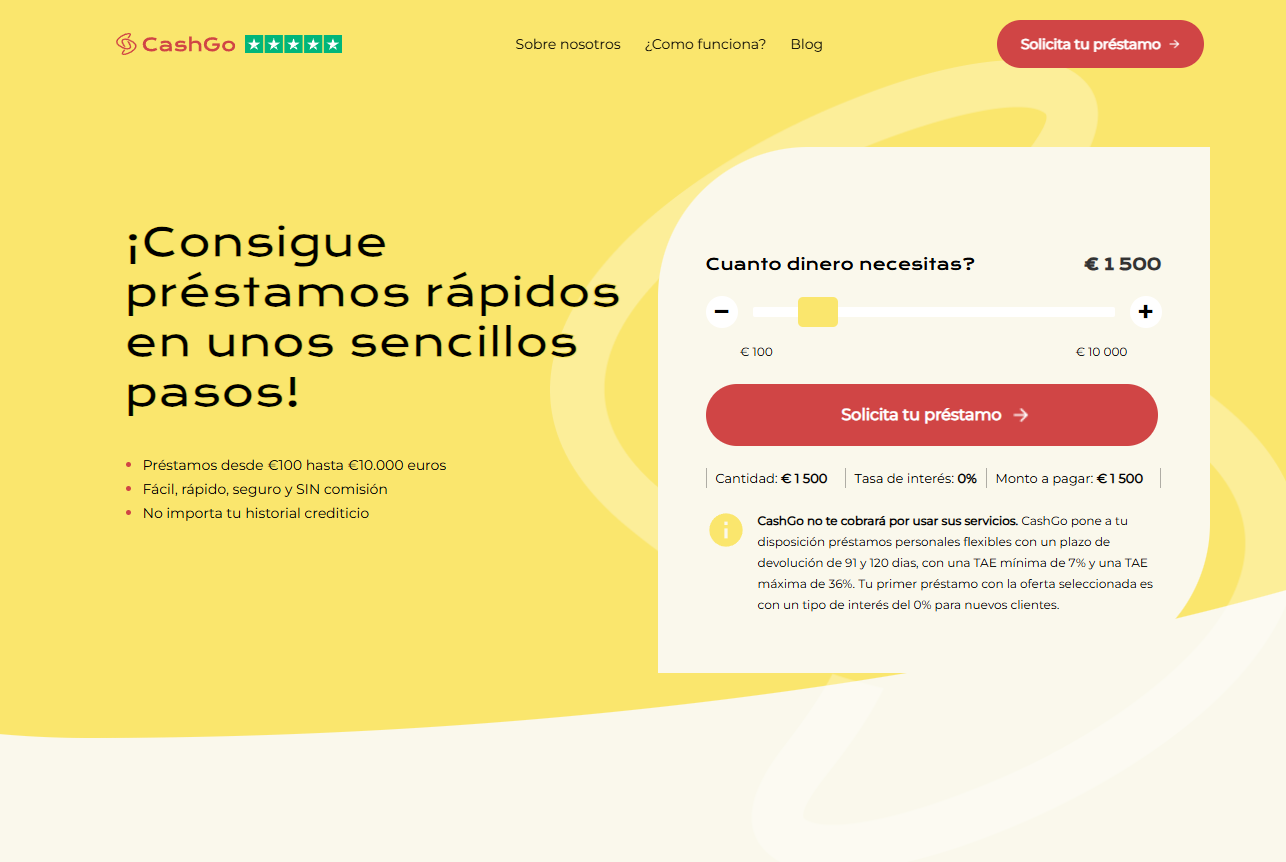 CashGo
Sobre nosotros
¿Como funciona?
Blog
Solicita tu préstamo
¡Consigue
préstamos rápidos
en unos sencillos
pasos!
Préstamos desde €100 hasta €10.000 euros
Fácil, rápido, seguro y SIN comisión
No importa tu historial crediticio
Cuanto dinero necesitas?
€ 1 500
€ 100
€ 10 000
Solicita tu préstamo
Cantidad: € 1 500
Tasa de interés: 0%
Monto a pagar: € 1 500
CashGo no te cobrará por usar sus servicios. CashGo pone a tu
disposición préstamos personales flexibles con un plazo de
devolución de 91 y 120 dias, con una TAE mínima de 7% y una TAE
máxima de 36%. Tu primer préstamo con la oferta seleccionada es
con un tipo de interés del 0% para nuevos clientes.